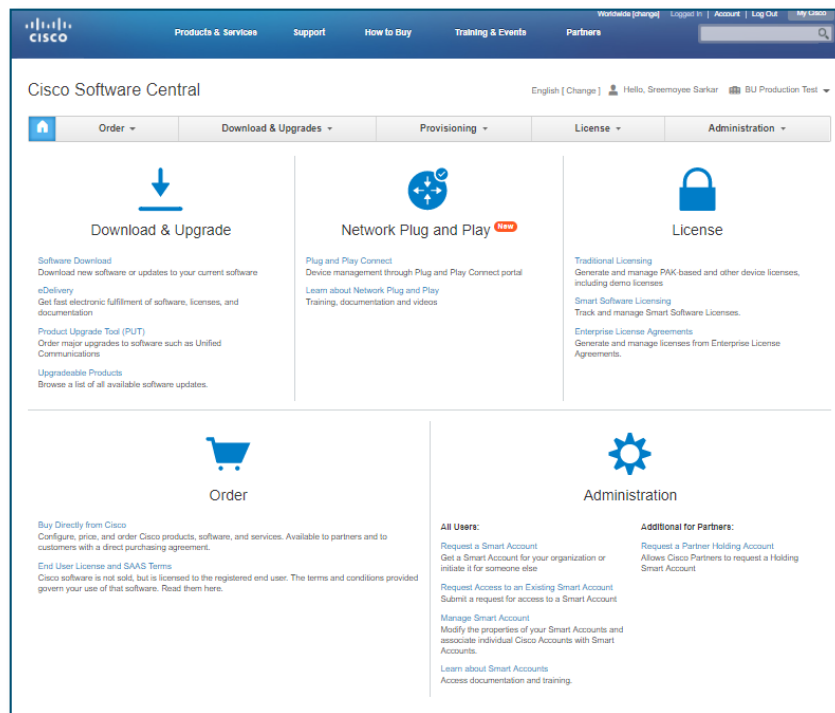 Worldwide [change] Logged In | Account | Log Out My Cisco
CISCO
Products & Services Support How to Buy Training & Events Partners
Cisco Software Central
English [ Change ] Hello, Sreemoyee Sarkar BU Production Test
Order Download & Upgrades Provisioning License Administration
Download & Upgrade
Software Download
Download new software or updates to your current software
eDelivery
Get fast electronic fulfillment of software, licenses, and
documentation
Product Upgrade Tool (PUT)
Order major upgrades to software such as Unified
Communications
Upgradeable Products
Browse a list of all available software updates.
Network Plug and Play New
Plug and Play Connect
Device management through Plug and Play Connect portal
Learn about Network Plug and Play
Training, documentation and videos
License
Traditional Licensing
Generate and manage PAK-based and other device licenses,
including demo licenses
Smart Software Licensing
Track and manage Smart Software Licenses.
Enterprise License Agreements
Generate and manage licenses from Enterprise License
Agreements.
Order
Buy Directly from Cisco
Configure, price, and order Cisco products, software, and services. Available to partners and to
customers with a direct purchasing agreement.
End User License and SAAS Terms
Cisco software is not sold, but is licensed to the registered end user. The terms and conditions provided
govern your use of that software. Read them here.
Administration
All Users:
Request a Smart Account
Get a Smart Account for your organization or
initiate it for someone else
Request Access to an Existing Smart Account
Submit a request for access to a Smart Account
Manage Smart Account
Modify the properties of your Smart Accounts and
associate individual Cisco Accounts with Smart
Accounts.
Learn about Smart Accounts
Access documentation and training.
Additional for Partners:
Request a Partner Holding Account
Allows Cisco Partners to request a Holding
Smart Account